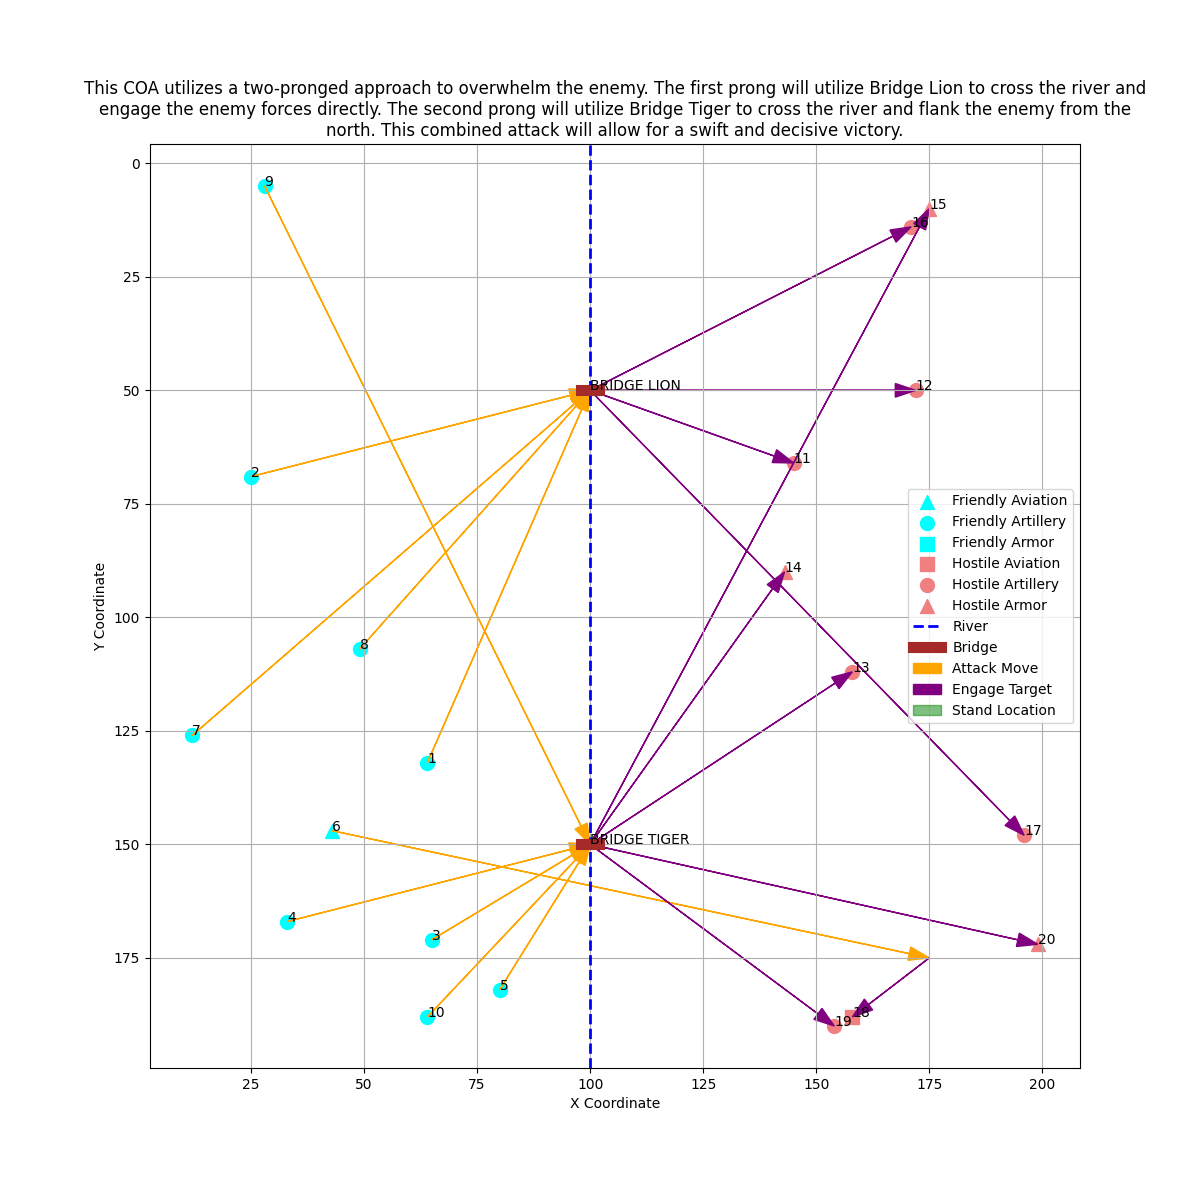 This COA utilizes a two-pronged approach to overwhelm the enemy. The first prong will utilize Bridge Lion to cross the river and
engage the enemy forces directly. The second prong will utilize Bridge Tiger to cross the river and flank the enemy from the
north. This combined attack will allow for a swift and decisive victory.
0
25
50
75
100
125
150
175
Y Coordinate
9
15
16
BRIDGE LION
12
2
11
14
8
13
7
1
6
17
BRIDGE TIGER
4
3
20
5
10
18
19
Friendly Aviation
Friendly Artillery
Friendly Armor
Hostile Aviation
Hostile Artillery
Hostile Armor
River
Bridge
Attack Move
Engage Target
Stand Location
25
50
75
100
125
150
175
200
X Coordinate